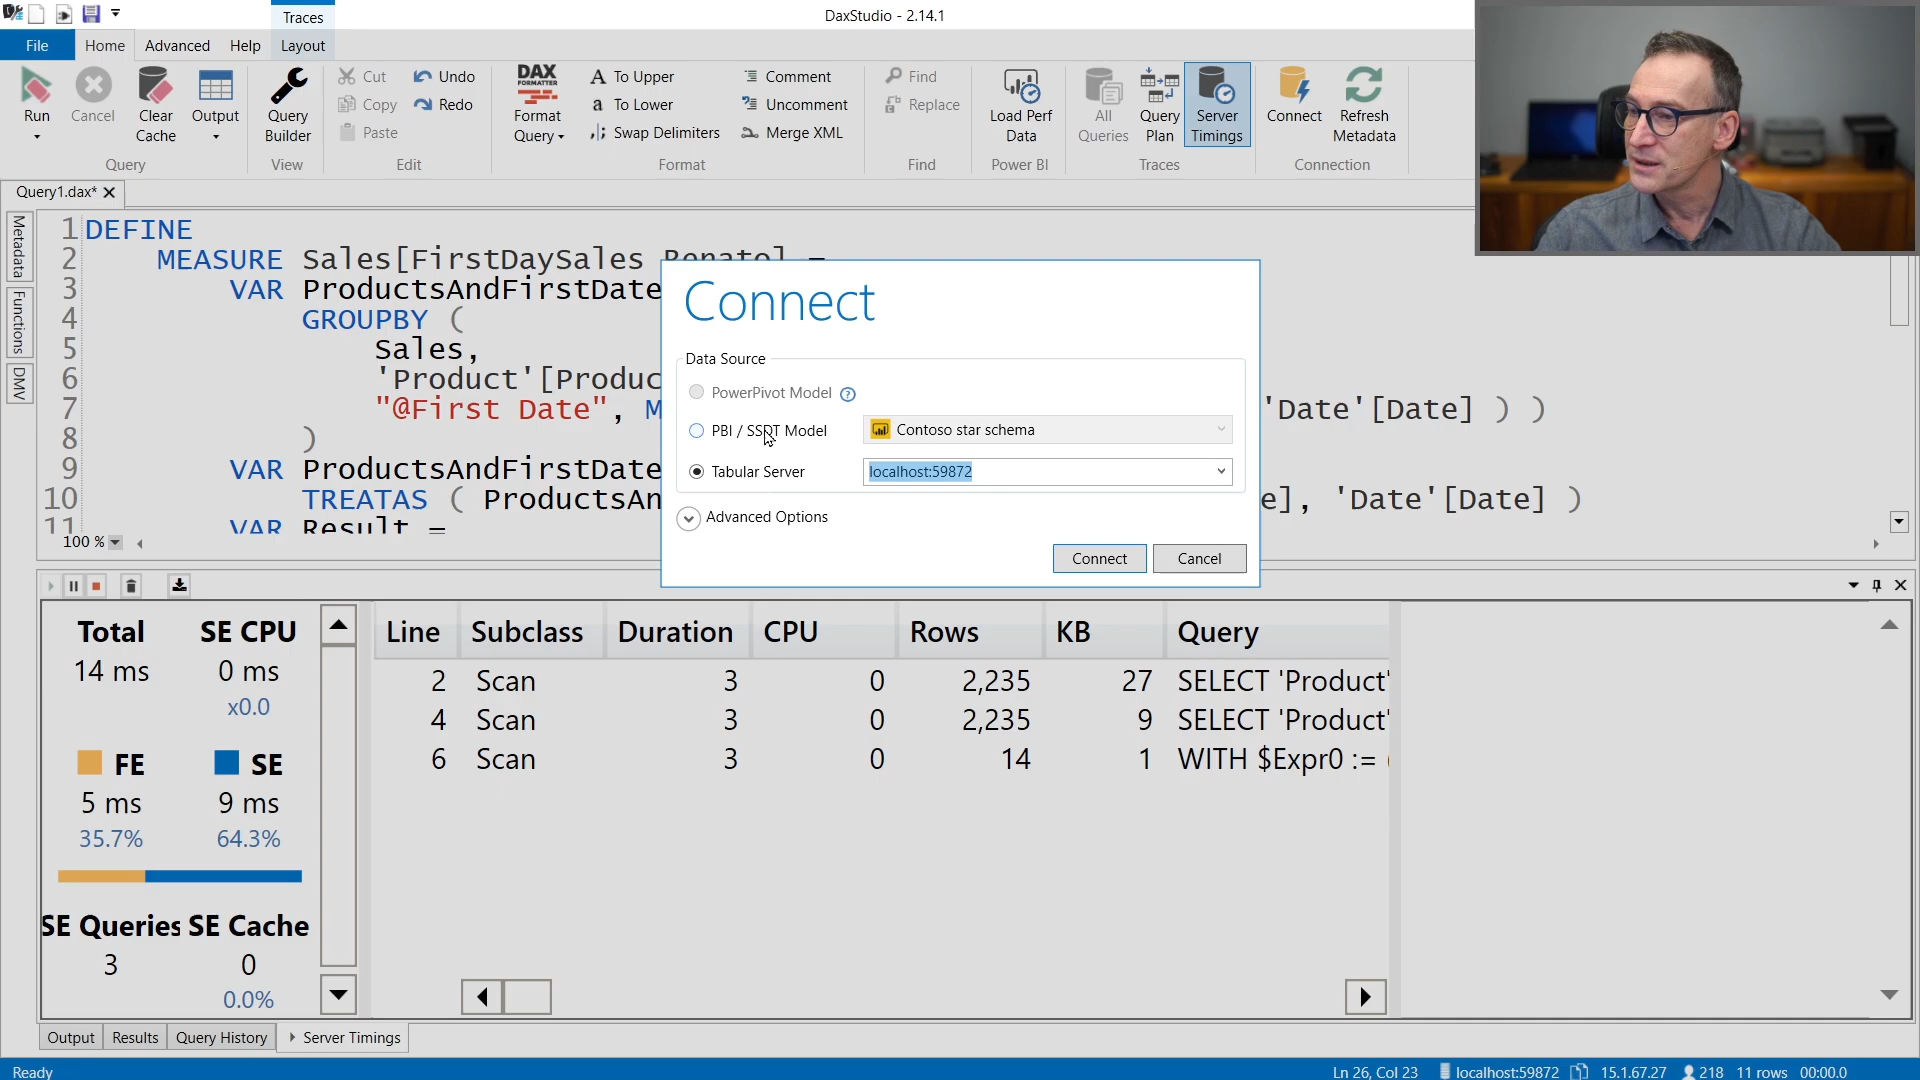 Traces
DaxStudio - 2.14.1
File
Home
Advanced
Help
Layout
Run
Cancel
Clear
Cache
Output
Query
Query
Builder
View
Cut
Copy
Paste
Undo
Redo
Edit
DAX
FORMATTER
Format
Query
To Upper
To Lower
Swap Delimiters
Comment
Uncomment
Merge XML
Format
Find
Replace
Find
Load Perf
Data
Power BI
All
Queries
Query
Plan
Server
Timings
Traces
Connect
Refresh
Metadata
Connection
Query1.dax*
Metadata
Functions
DMV
1 DEFINE
2 MEASURE Sales[FirstDaySales Renato] =
3 VAR ProductsAndFirstDate
4 GROUPBY (
5 Sales,
6 'Product'[Produc
7 "@First Date", M 'Date'[Date] ) )
8 )
9 VAR ProductsAndFirstDate
10 TREATAS ( ProductsAn e], 'Date'[Date] )
11 VAR Result =
100 %
Connect
Data Source
PowerPivot Model ?
PBI / SSDT Model
Contoso star schema
Tabular Server
localhost:59872
Advanced Options
Connect
Cancel
Total SE CPU
14 ms 0 ms
x0.0
FE SE
5 ms 9 ms
35.7% 64.3%
SE Queries SE Cache
3 0
0.0%
Line Subclass Duration CPU Rows KB Query
2 Scan 3 0 2,235 27 SELECT 'Product'
4 Scan 3 0 2,235 9 SELECT 'Product'
6 Scan 3 0 14 1 WITH $Expr0 := (
Output
Results
Query History
Server Timings
Ready
Ln 26, Col 23
localhost:59872
15.1.67.27
218
11 rows
00:00.0